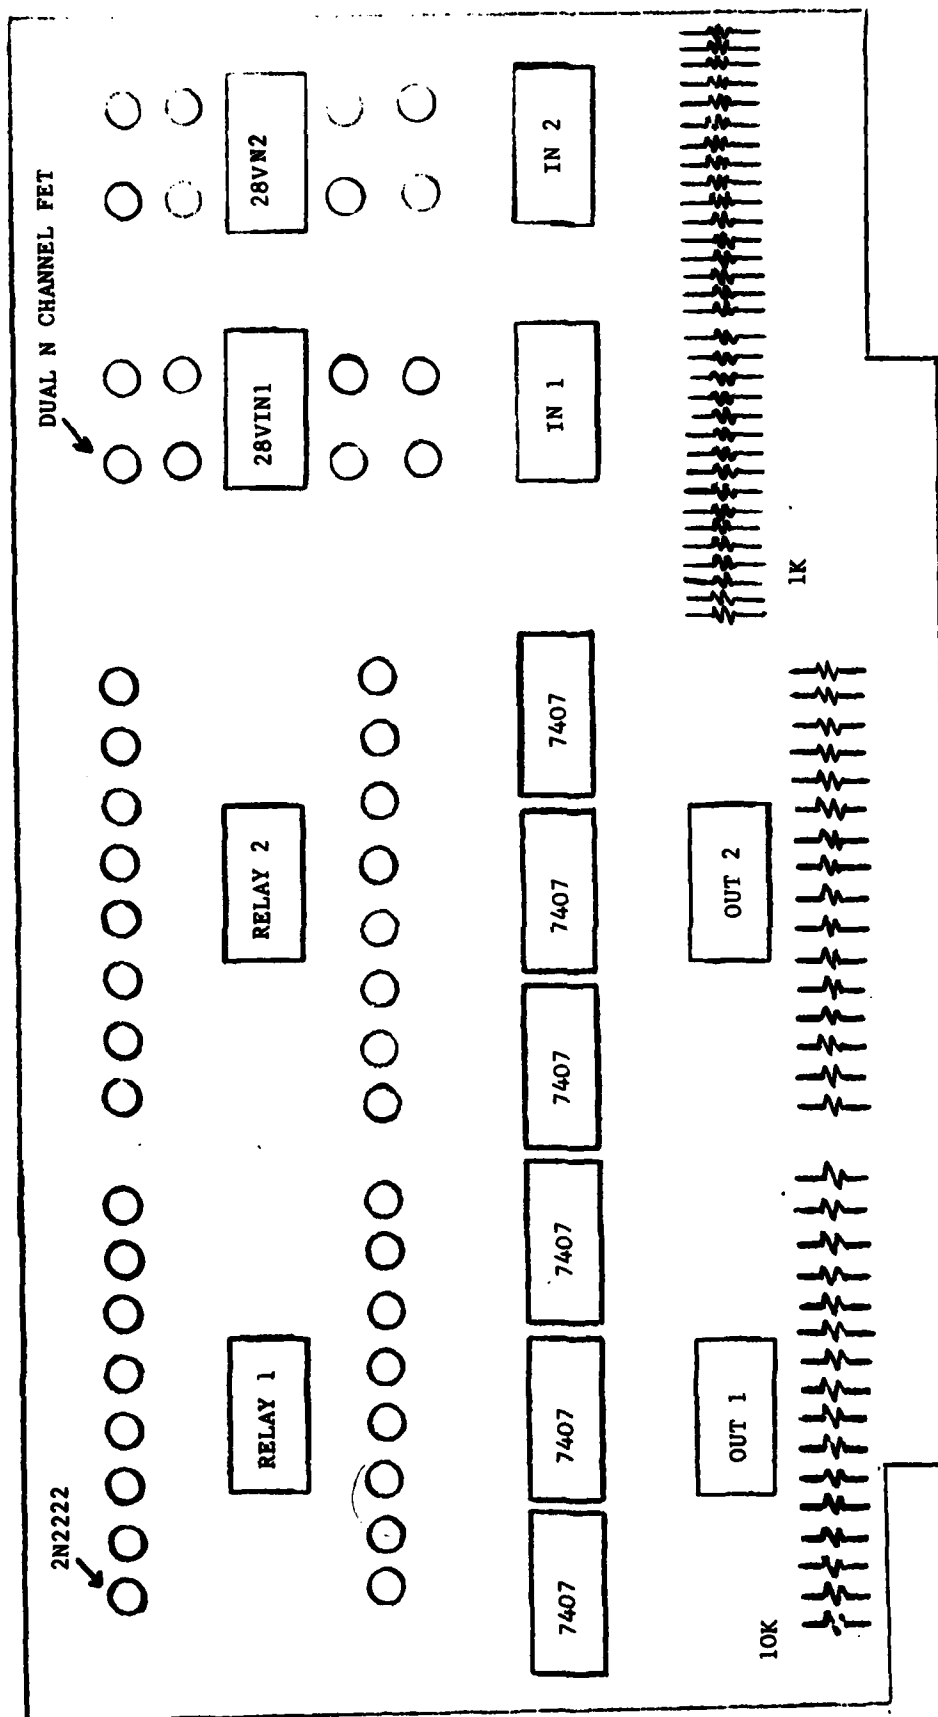 2N2222
DUAL N CHANNEL FET
RELAY 1
RELAY 2
28VIN1
28VN2
7407
7407
7407
7407
7407
7407
IN 1
IN 2
OUT 1
OUT 2
10K
1K